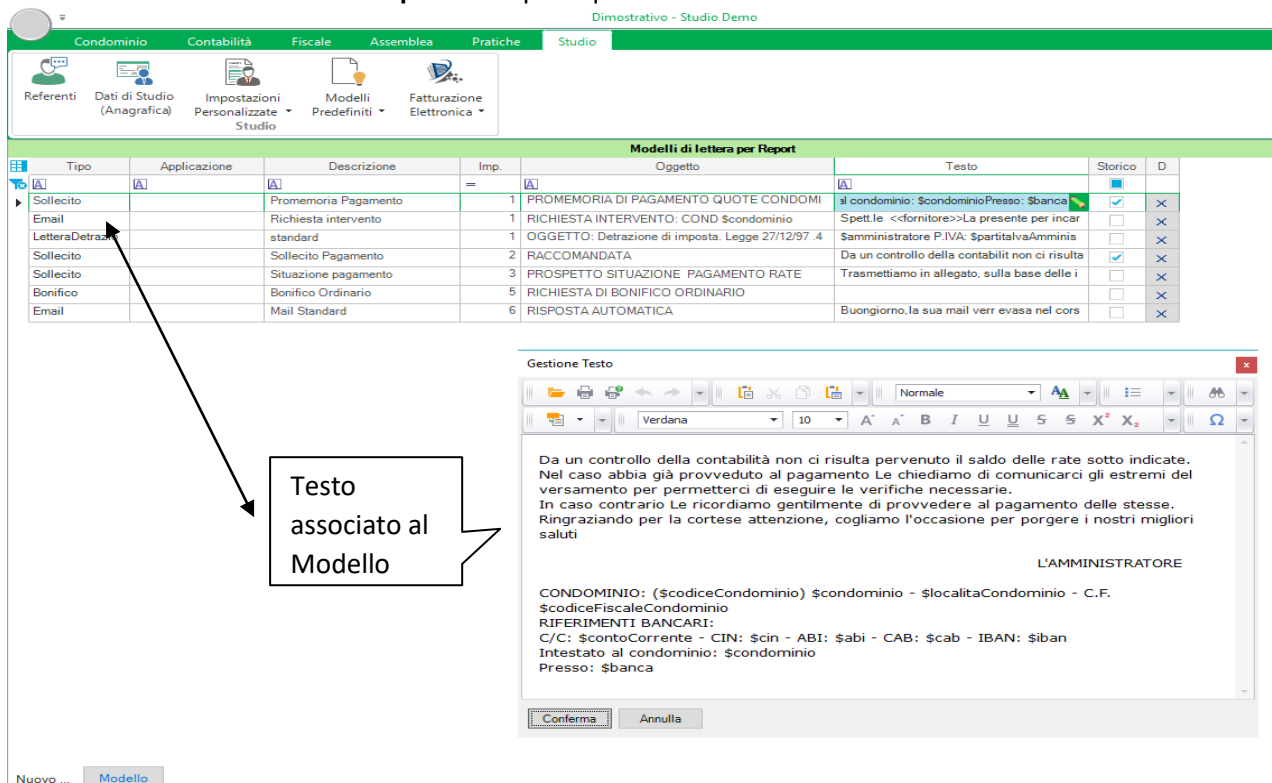 Dimostrativo - Studio Demo
Condominio Contabilità Fiscale Assemblea Pratiche Studio
Referenti
Dati di Studio
(Anagrafica)
Impostazioni
Personalizzate
Modelli
Predefiniti
Fatturazione
Elettronica
Studio
Modelli di lettera per Report
Tipo Applicazione Descrizione Imp. Oggetto Testo Storico D
A A A = A A
Sollecito Promemoria Pagamento 1 PROMEMORIA DI PAGAMENTO QUOTE CONDOMI al condominio: $condominioPresso: $banca
Email Richiesta intervento 1 RICHIESTA INTERVENTO: COND $condominio Spett.le <<fornitore>>La presente per incar
LetteraDetrazio standard 1 OGGETTO: Detrazione di imposta. Legge 27/12/97 .4 $amministratore P.IVA: $partitaIvaAmminis
Sollecito Sollecito Pagamento 2 RACCOMANDATA Da un controllo della contabilit non ci risulta
Sollecito Situazione pagamento 3 PROSPETTO SITUAZIONE PAGAMENTO RATE Trasmettiamo in allegato, sulla base delle i
Bonifico Bonifico Ordinario 5 RICHIESTA DI BONIFICO ORDINARIO
Email Mail Standard 6 RISPOSTA AUTOMATICA Buongiorno,la sua mail verr evasa nel cors
Gestione Testo
Normale
Verdana 10
Da un controllo della contabilità non ci risulta pervenuto il saldo delle rate sotto indicate.
Nel caso abbia già provveduto al pagamento Le chiediamo di comunicarci gli estremi del
versamento per permetterci di eseguire le verifiche necessarie.
In caso contrario Le ricordiamo gentilmente di provvedere al pagamento delle stesse.
Ringraziando per la cortese attenzione, cogliamo l'occasione per porgere i nostri migliori
saluti
L'AMMINISTRATORE
CONDOMINIO: ($codiceCondominio) $condominio - $localitaCondominio - C.F.
$codiceFiscaleCondominio
RIFERIMENTI BANCARI:
C/C: $contoCorrente - CIN: $cin - ABI: $abi - CAB: $cab - IBAN: $iban
Intestato al condominio: $condominio
Presso: $banca
Conferma Annulla
Testo
associato al
Modello
Nuovo ... Modello